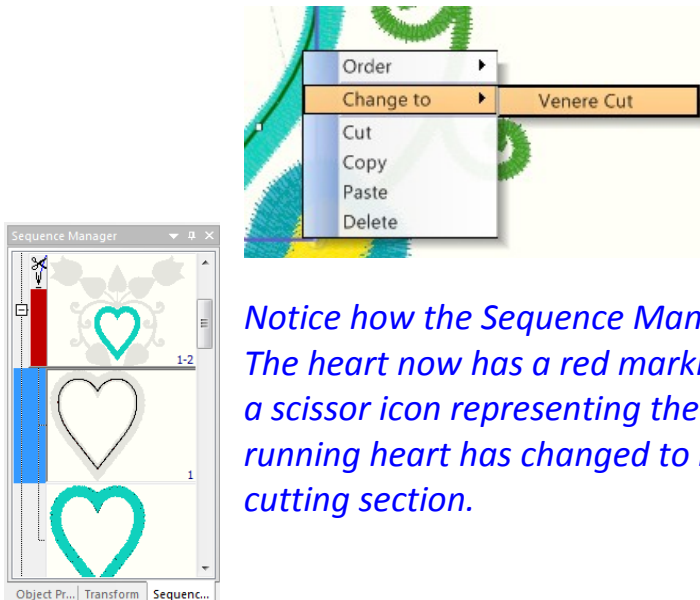 Order
Change to
Venere Cut
Cut
Copy
Paste
Delete
Sequence Manager
1-2
1
Object Pr...
Transform
Sequenc...
Notice how the Sequence
The heart now has a red
a scissor icon representing the
running heart has changed to
cutting section.